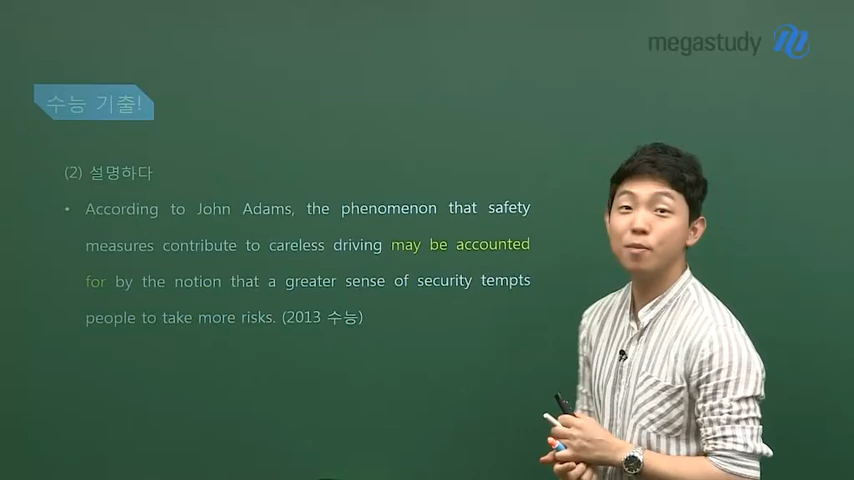 megastudy
수능 기출!
(2) 설명하다
• According to John Adams, the phenomenon that safety
measures contribute to careless driving may be accounted
for by the notion that a greater sense of security tempts
people to take more risks. (2013 수능)